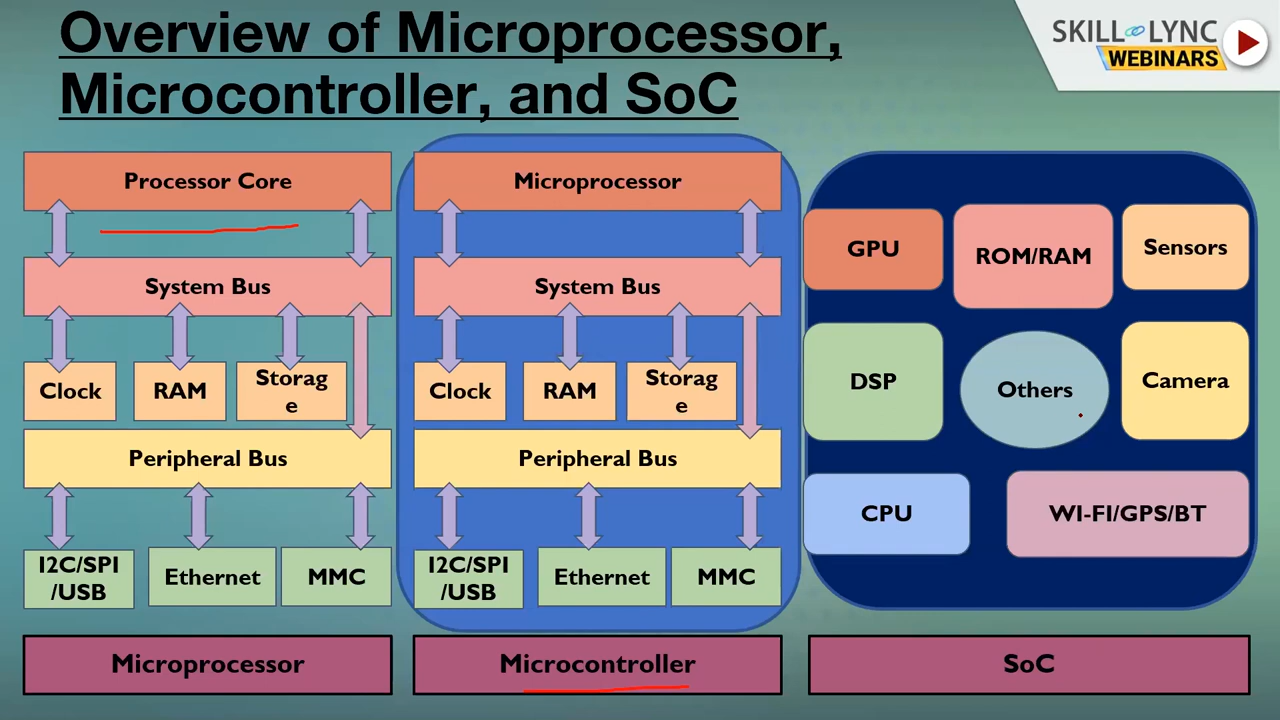 Overview of Microprocessor,
Microcontroller, and SoC
SKILL LYNC
WEBINARS
Processor Core
System Bus
Clock
RAM
Storag
e
Peripheral Bus
I2C/SPI
/USB
Ethernet
MMC
Microprocessor
Microprocessor
System Bus
Clock
RAM
Storag
e
Peripheral Bus
I2C/SPI
/USB
Ethernet
MMC
Microcontroller
GPU
ROM/RAM
Sensors
DSP
Others
Camera
CPU
WI-FI/GPS/BT
SoC